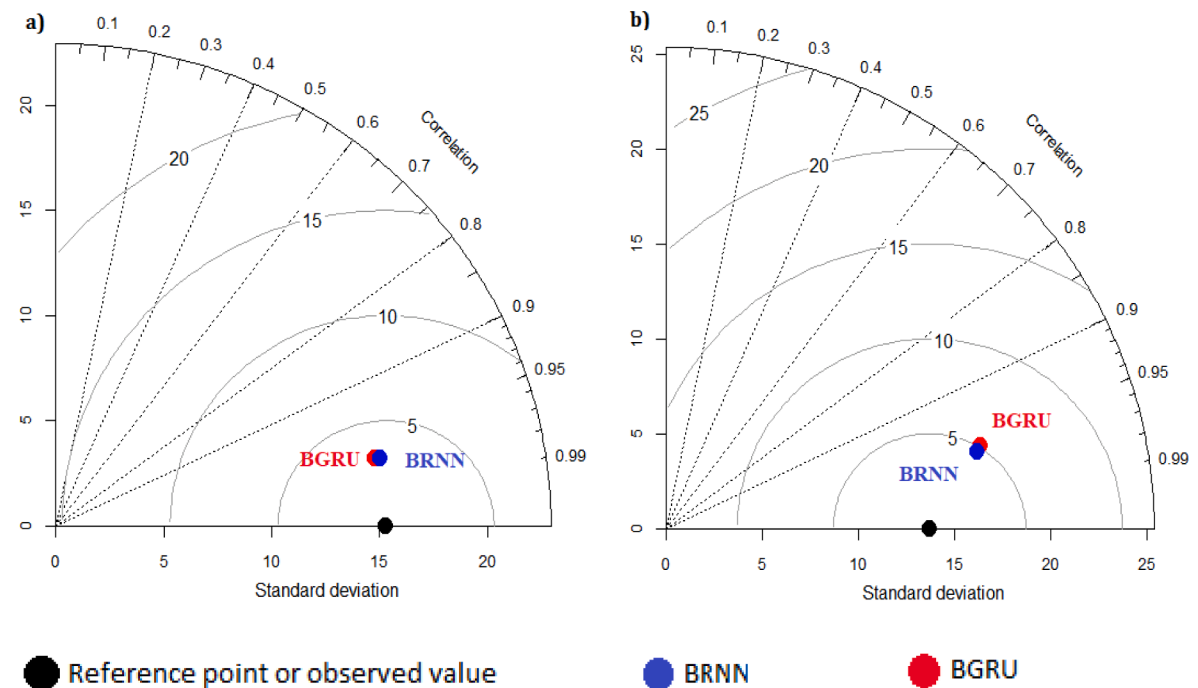 a)
0.1
0.2
0.3
0.4
0.5
0.6
0.7
0.8
0.9
0.95
0.99
Correlation
20
15
10
5
0
20
15
10
5
BGRU
BRNN
0 5 10 15 20
Standard deviation
b)
0.1
0.2
0.3
0.4
0.5
0.6
0.7
0.8
0.9
0.95
0.99
Correlation
25
20
15
10
5
0
25
20
15
10
5
BGRU
BRNN
0 5 10 15 20 25
Standard deviation
Reference point or observed value
BRNN
BGRU